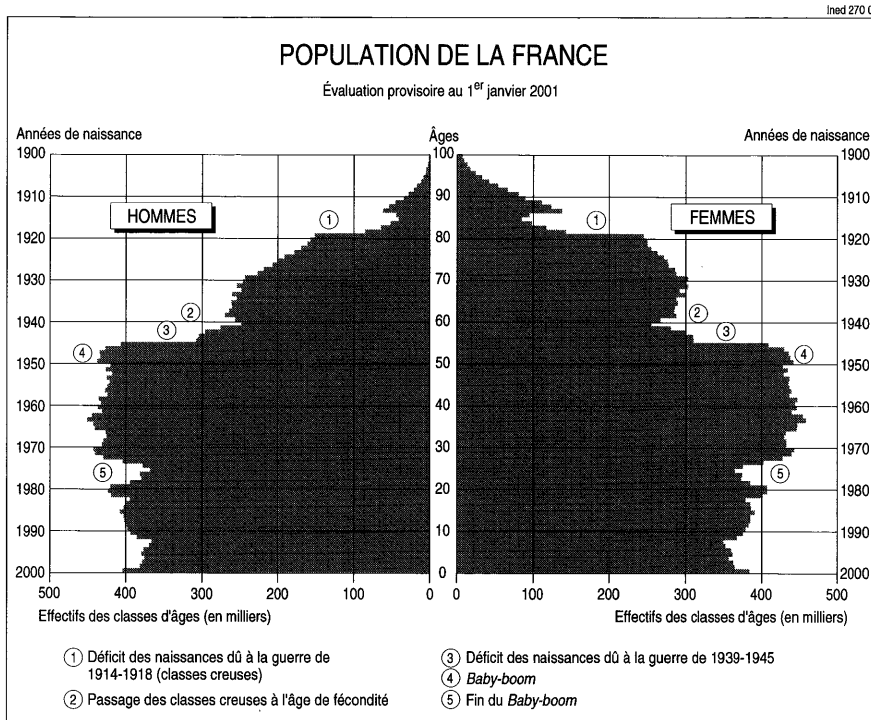 Ined 270 0
POPULATION DE LA FRANCE
Évaluation provisoire au 1er janvier 2001
Années de naissance Âges Années de naissance
1900 100 1900
1910 90 1910
HOMMES 1 1 FEMMES
1920 80 1920
1930 70 1930
2 2
1940 60 1940
3 3
4 4
1950 50 1950
1960 40 1960
1970 30 1970
5 5
1980 20 1980
1990 10 1990
2000 0 2000
500 400 300 200 100 0 0 100 200 300 400 500
Effectifs des classes d'âges (en milliers) Effectifs des classes d'âges (en milliers)
1 Déficit des naissances dû à la guerre de
1914-1918 (classes creuses)
2 Passage des classes creuses à l'âge de fécondité
3 Déficit des naissances dû à la guerre de 1939-1945
4 Baby-boom
5 Fin du Baby-boom